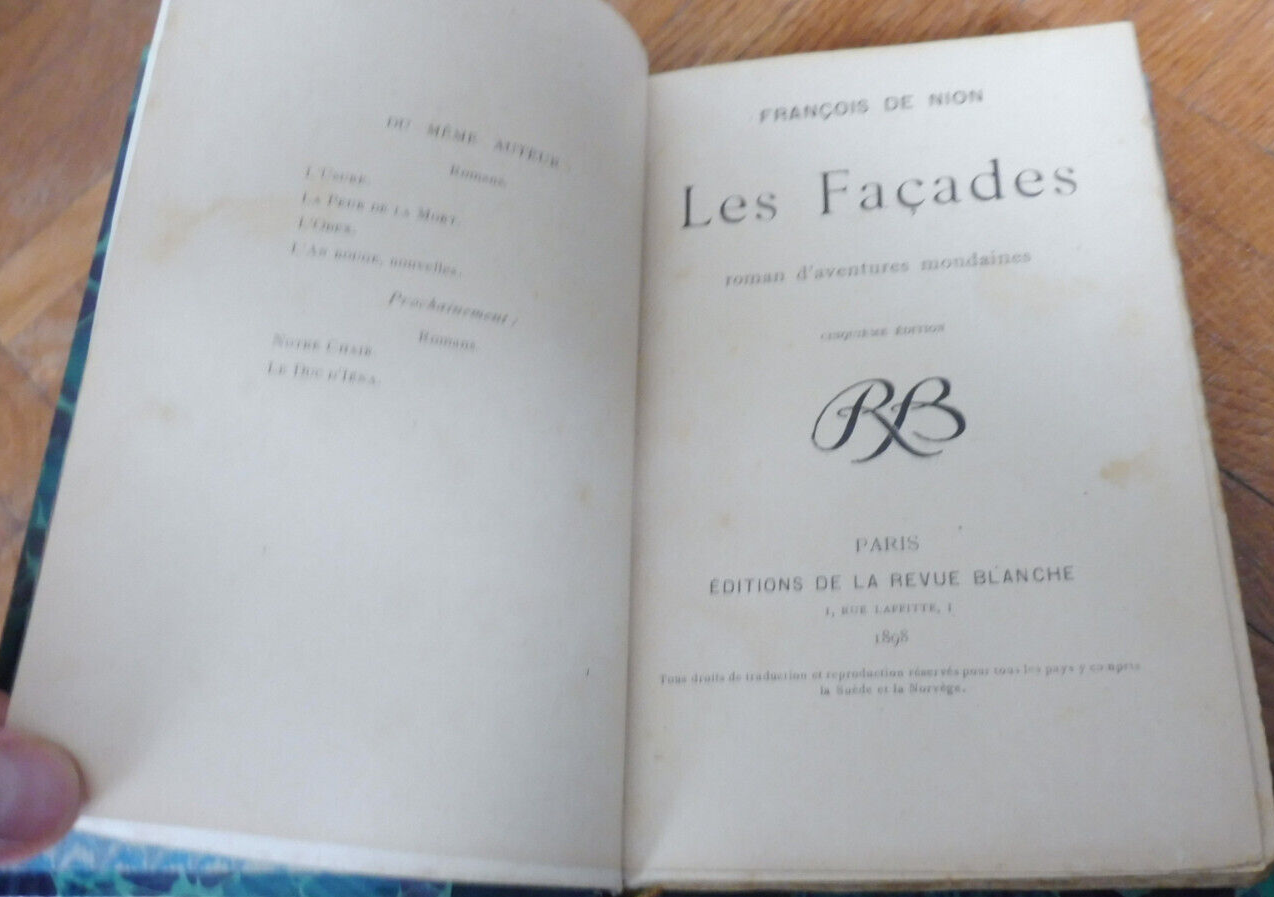 DU MÊME AUTEUR :
Romans.
L'USURE.
LA PEUR DE LA MORT.
L'OBEX.
nouvelles.
Prochainement :
Romans.
NOTRE CHAIR
LE DUC D'IÉNA.
FRANÇOIS DE NION
Les Façades
roman d'aventures mondaines
CINQUIÈME ÉDITION
RB
PARIS
ÉDITIONS DE LA REVUE BLANCHE
1, RUE LAFFITTE, 1
1898
Tous droits de traduction et reproduction réservés pour tous les pays y compris
la Suède et la Norvège.